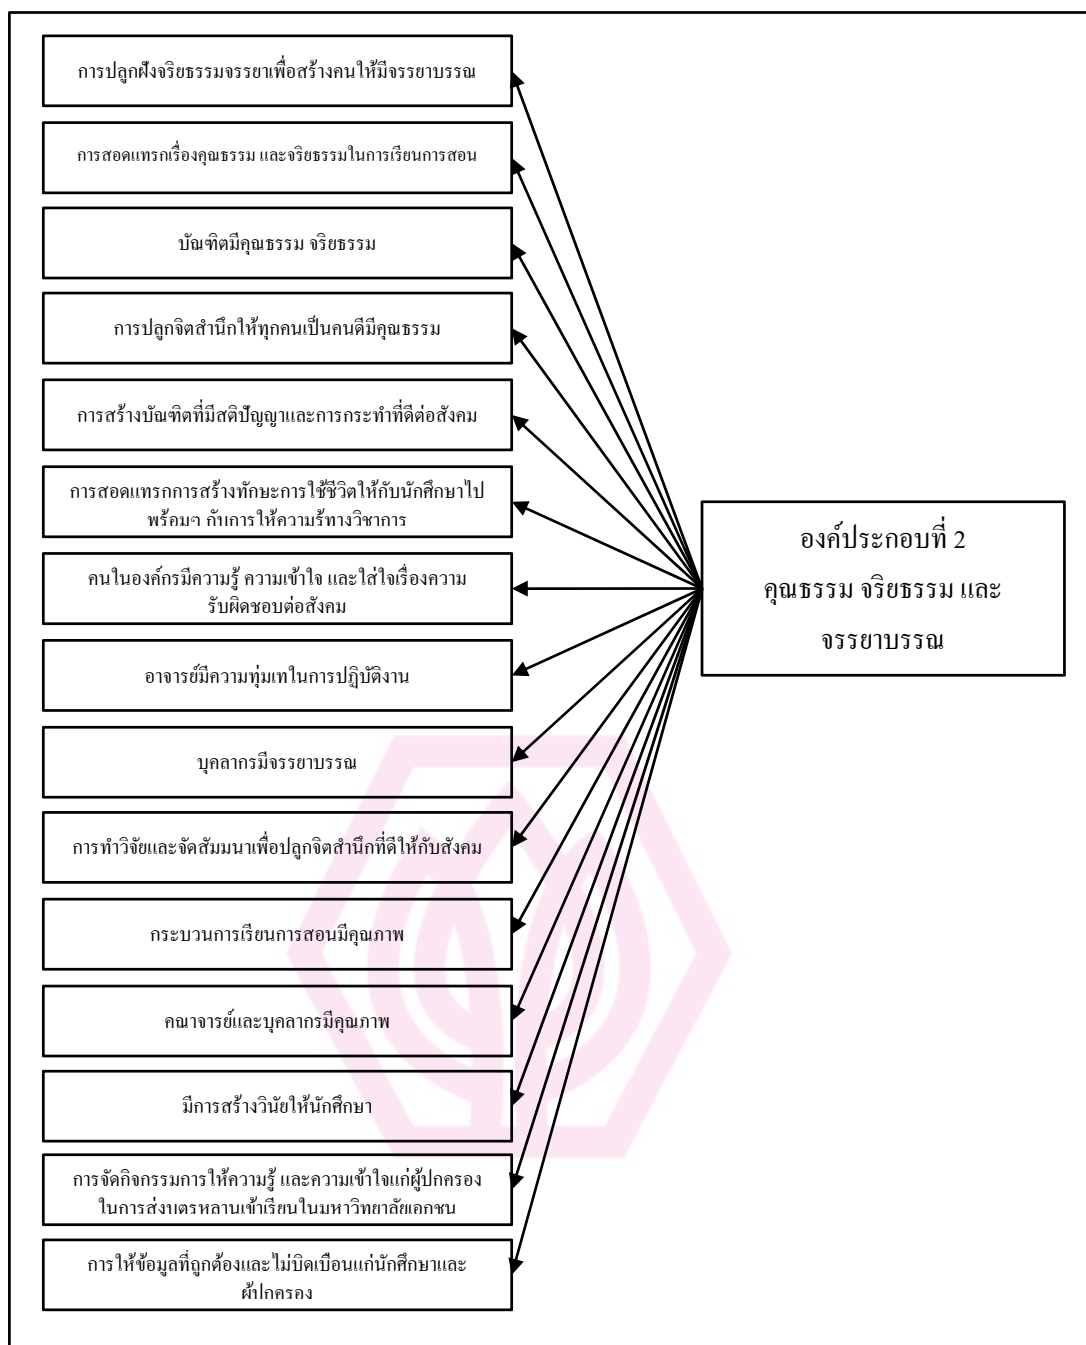 การปลูกฝังจริยธรรมจรรยาเพื่อสร้างคนให้มีจรรยาบรรณ
การสอดแทรกเรื่องคุณธรรม และจริยธรรมในการเรียนการสอน
บัณฑิตมีคุณธรรม จริยธรรม
การปลูกจิตสำนึกให้ทุกคนเป็นคนดีมีคุณธรรม
การสร้างบัณฑิตที่มีสติปัญญาและการกระทำที่ดีต่อสังคม
การสอดแทรกการสร้างทักษะการใช้ชีวิตให้กับนักศึกษาไป
พร้อมๆ กับการให้ความรู้ทางวิชาการ
คนในองค์กรมีความรู้ ความเข้าใจ และใส่ใจเรื่องความ
รับผิดชอบต่อสังคม
อาจารย์มีความทุ่มเทในการปฏิบัติงาน
บุคลากรมีจรรยาบรรณ
การทำวิจัยและจัดสัมมนาเพื่อปลูกจิตสำนึกที่ดีให้กับสังคม
กระบวนการเรียนการสอนมีคุณภาพ
คณาจารย์และบุคลากรมีคุณภาพ
มีการสร้างวินัยให้นักศึกษา
การจัดกิจกรรมการให้ความรู้ และความเข้าใจแก่ผู้ปกครอง
ในการส่งบุตรหลานเข้าเรียนในมหาวิทยาลัยเอกชน
การให้ข้อมูลที่ถูกต้องและไม่บิดเบือนแก่นักศึกษาและ
ผู้ปกครอง
องค์ประกอบที่ 2
คุณธรรม จริยธรรม และ
จรรยาบรรณ